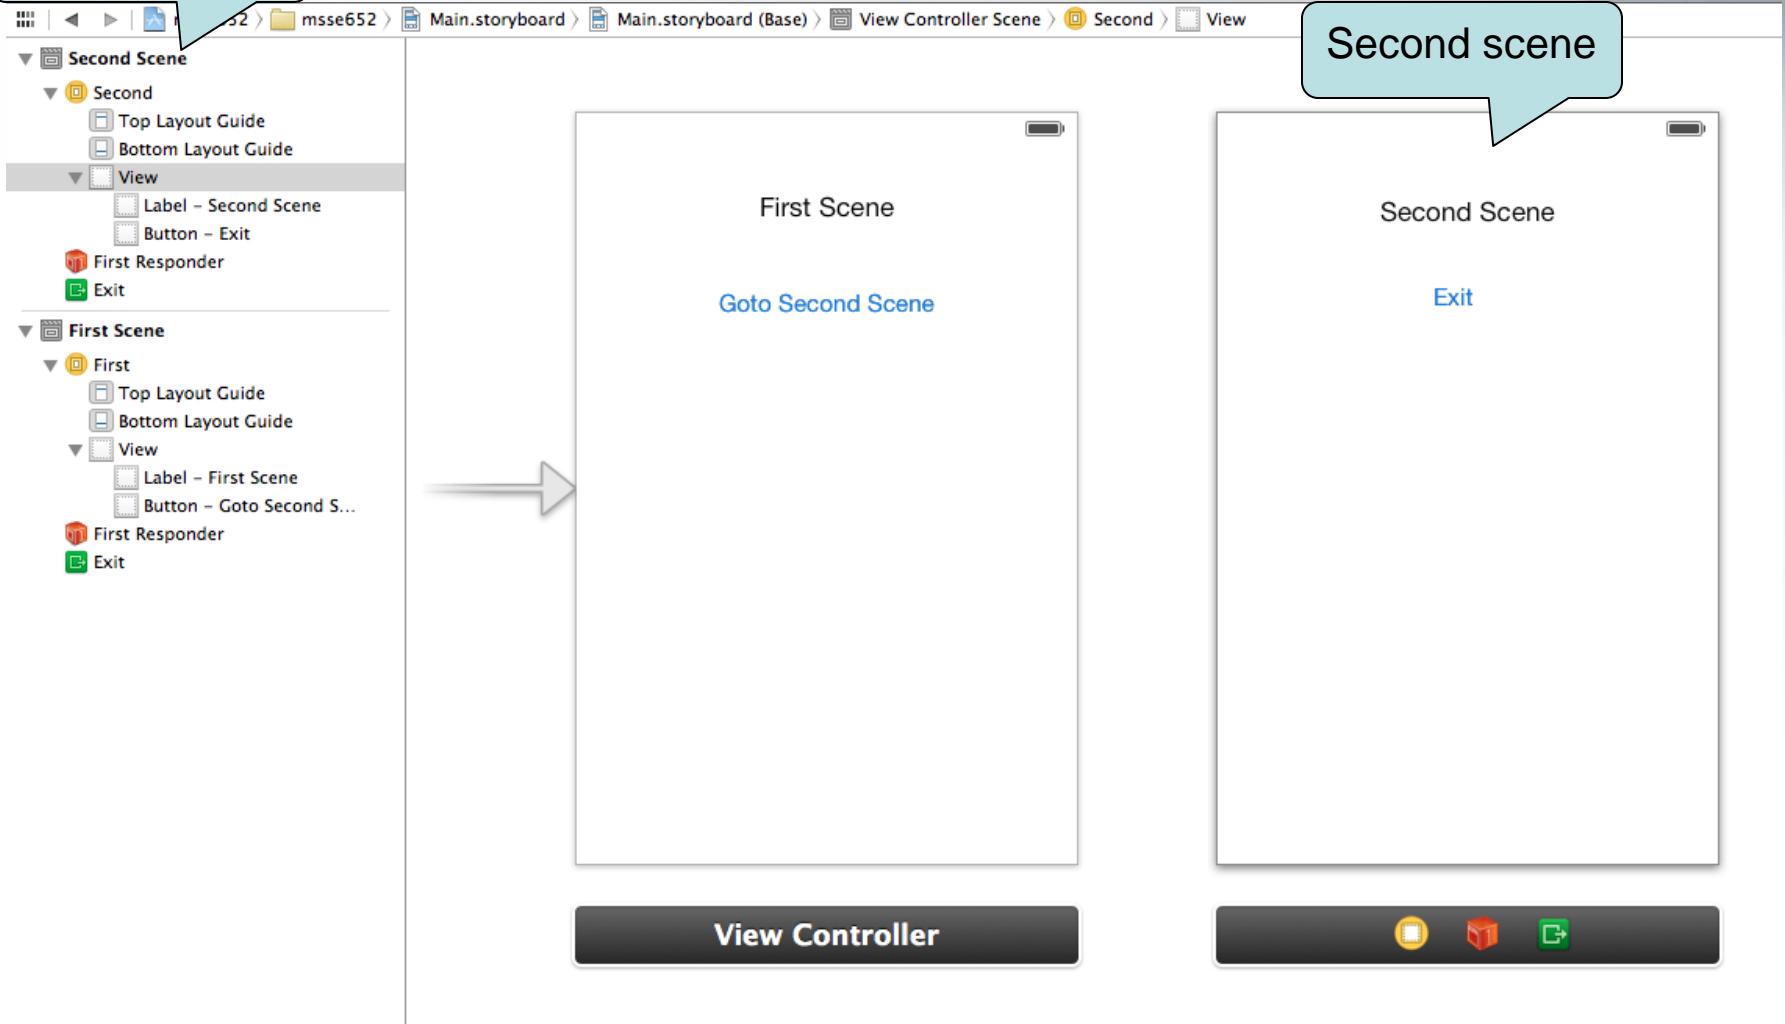 msse652 Main.storyboard Main.storyboard (Base) View Controller Scene Second View
Second scene
Second Scene
Second
Top Layout Guide
Bottom Layout Guide
View
Label – Second Scene
Button – Exit
First Responder
Exit
First Scene
First
Top Layout Guide
Bottom Layout Guide
View
Label – First Scene
Button – Goto Second S...
First Responder
Exit
First Scene
Goto Second Scene
View Controller
Second Scene
Exit